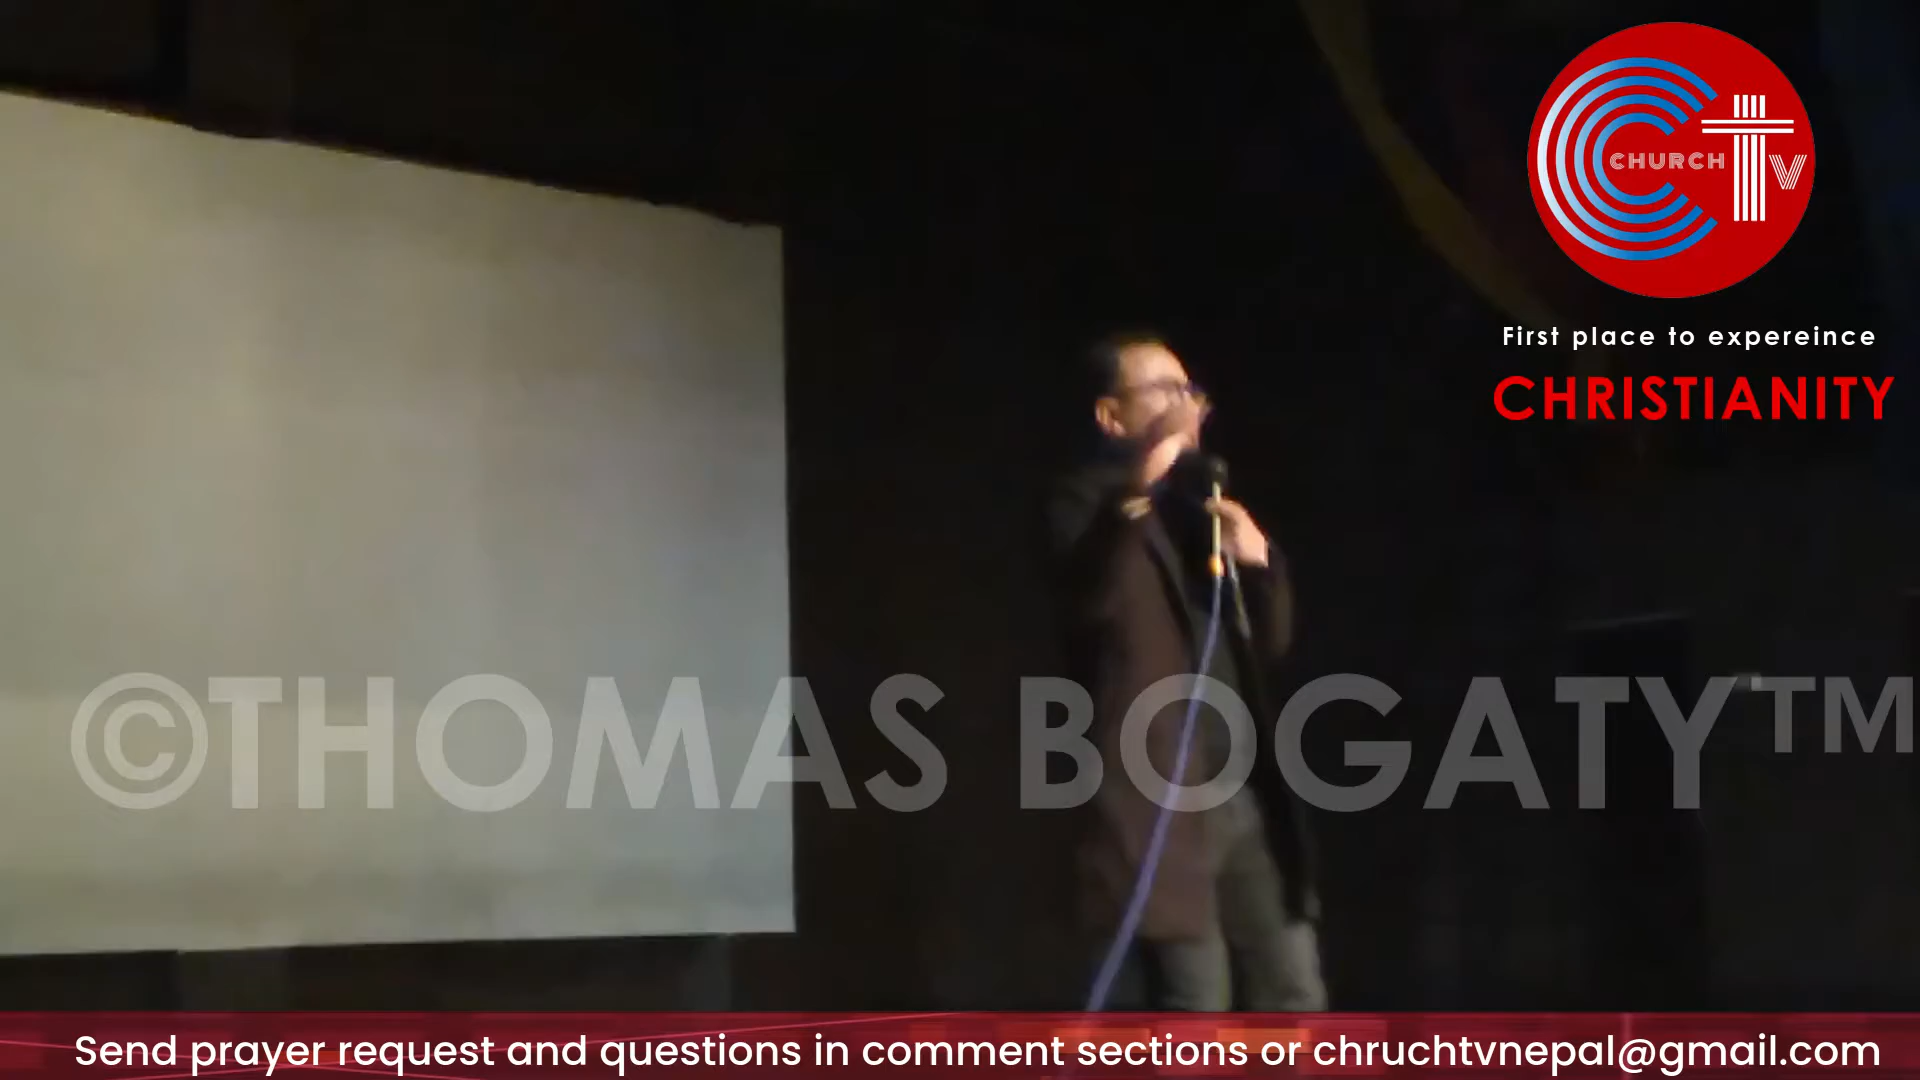 CHURCH
TV
First place to expereince
CHRISTIANITY
©THOMAS BOGATY™
Send prayer request and questions in comment sections or chruchtvnepal@gmail.com